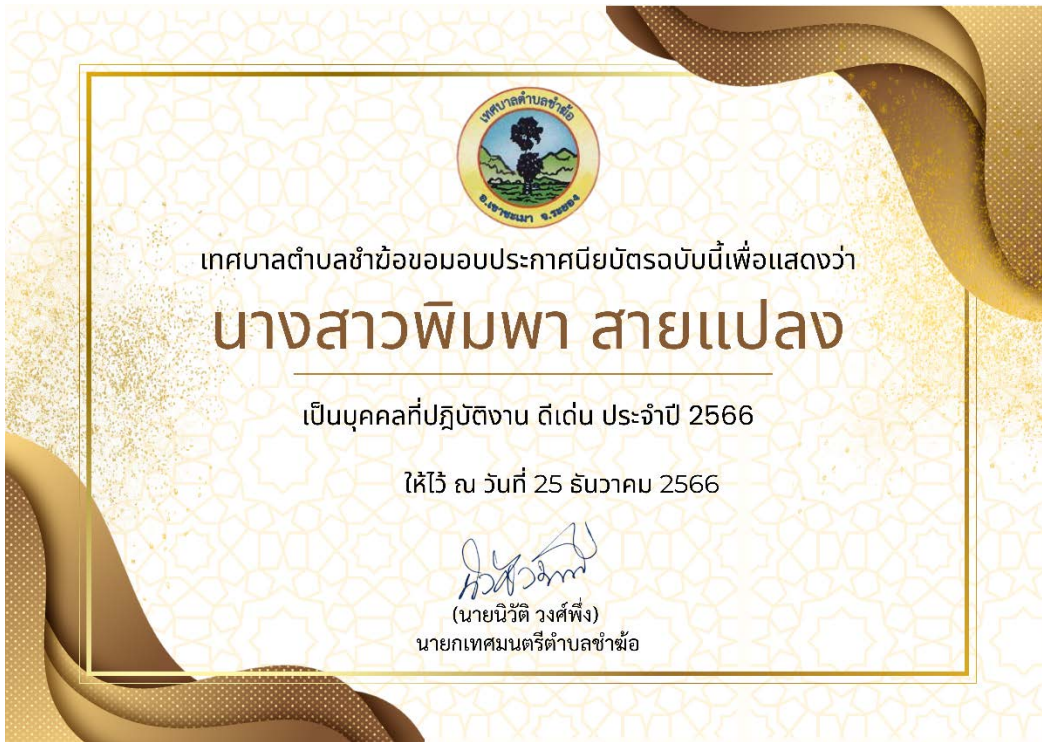 เทศบาลตำบลชำฆ้อ
อ.เขาชะเมา จ.ระยอง
เทศบาลตำบลชำฆ้อขอมอบประกาศนียบัตรฉบับนี้เพื่อแสดงว่า
นางสาวพิมพา สายแปลง
เป็นบุคคลที่ปฎิบัติงาน ดีเด่น ประจำปี 2566
ให้ไว้ ณ วันที่ 25 ธันวาคม 2566
(นายนิวัติ วงศ์พึ่ง)
นายกเทศมนตรีตำบลชำฆ้อ